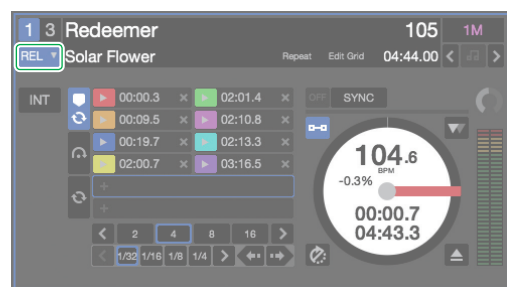 1 3 Redeemer 105 1M
REL Solar Flower Repeat Edit Grid 04:44.00
INT 00:00.3 02:01.4 OFF SYNC
00:09.5 02:10.8
00:19.7 02:13.3
02:00.7 03:16.5
104.6
BPM
-0.3%
00:00.7
04:43.3
2 4 8 16
1/32 1/16 1/8 1/4